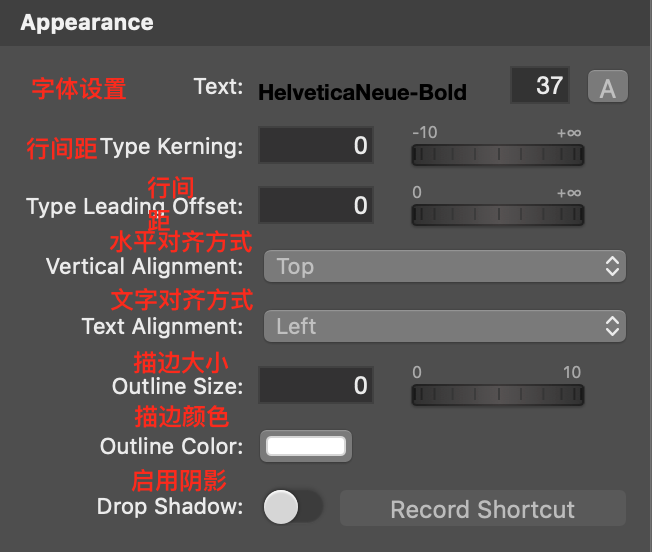 Appearance
字体设置 Text: HelveticaNeue-Bold 37 A
行间距 Type Kerning: 0 -10 +∞
行间
距
Type Leading Offset: 0 0 +∞
水平对齐方式
Vertical Alignment: Top
文字对齐方式
Text Alignment: Left
描边大小
Outline Size: 0 0 10
描边颜色
Outline Color:
启用阴影
Drop Shadow: Record Shortcut